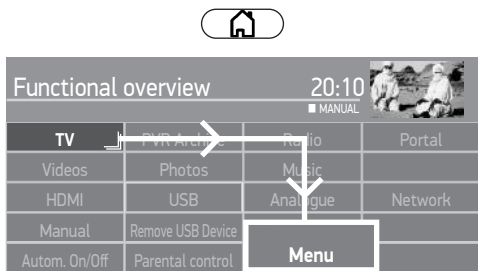 Functional overview 20:10
■ MANUAL
TV PVR Archive Radio Portal
Videos Photos Music
HDMI USB Analogue Network
Manual Remove USB Device
Autom. On/Off Parental control Menu